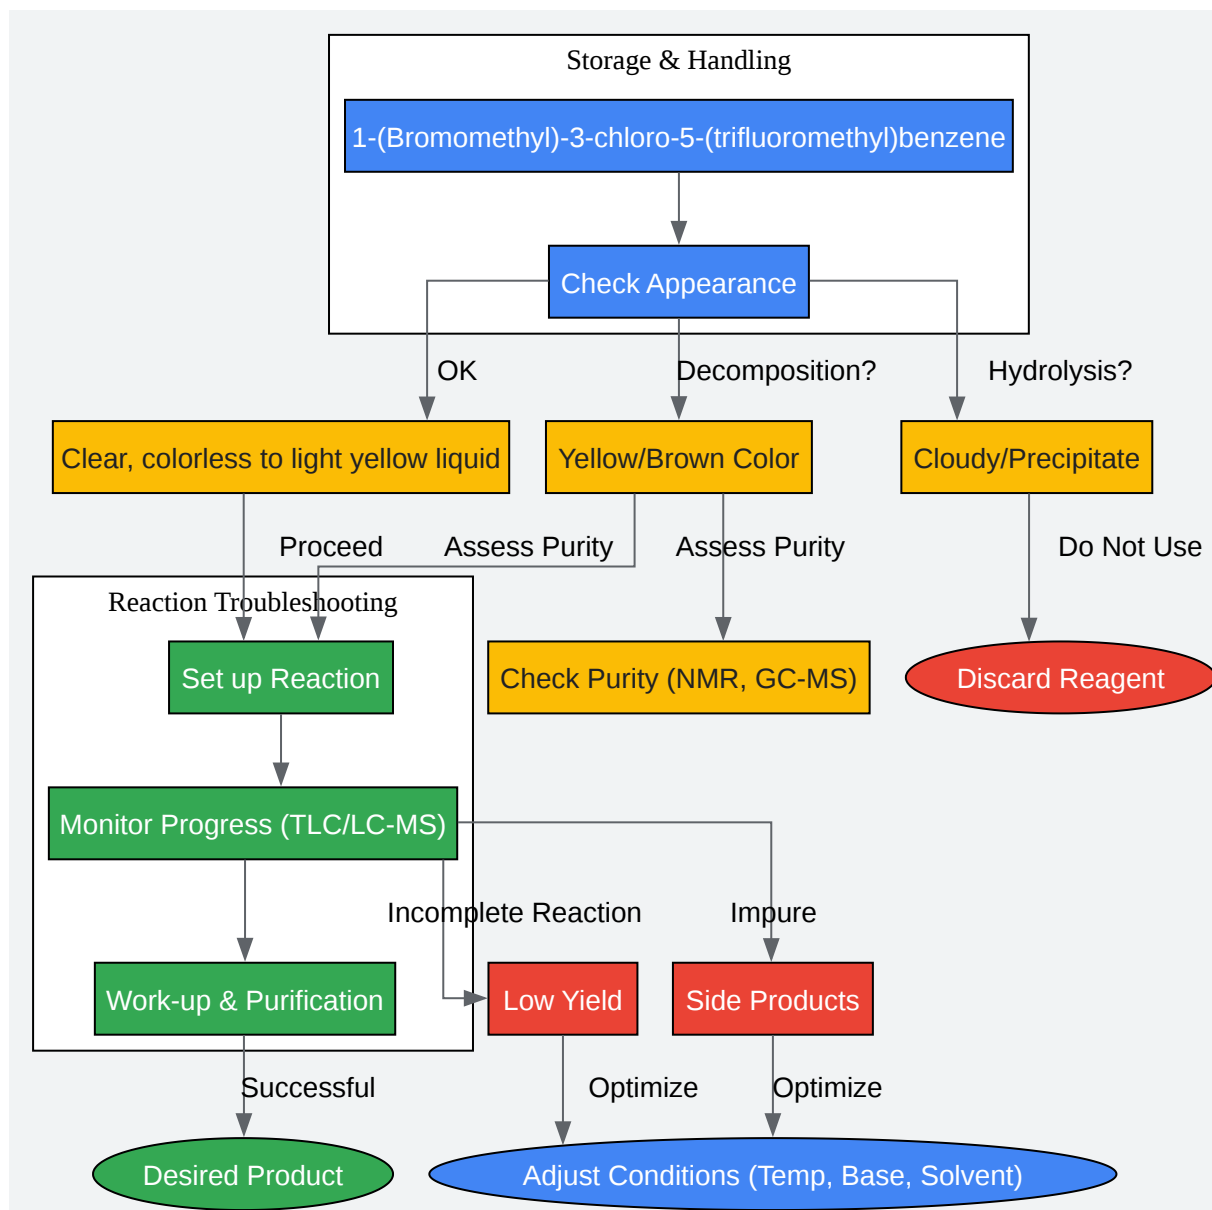 Storage & Handling
1-(Bromomethyl)-3-chloro-5-(trifluoromethyl)benzene
Check Appearance
OK
Decomposition?
Hydrolysis?
Clear, colorless to light yellow liquid
Yellow/Brown Color
Cloudy/Precipitate
Proceed
Assess Purity
Assess Purity
Do Not Use
Reaction Troubleshooting
Set up Reaction
Check Purity (NMR, GC-MS)
Discard Reagent
Monitor Progress (TLC/LC-MS)
Incomplete Reaction
Impure
Work-up & Purification
Low Yield
Side Products
Successful
Optimize
Optimize
Desired Product
Adjust Conditions (Temp, Base, Solvent)